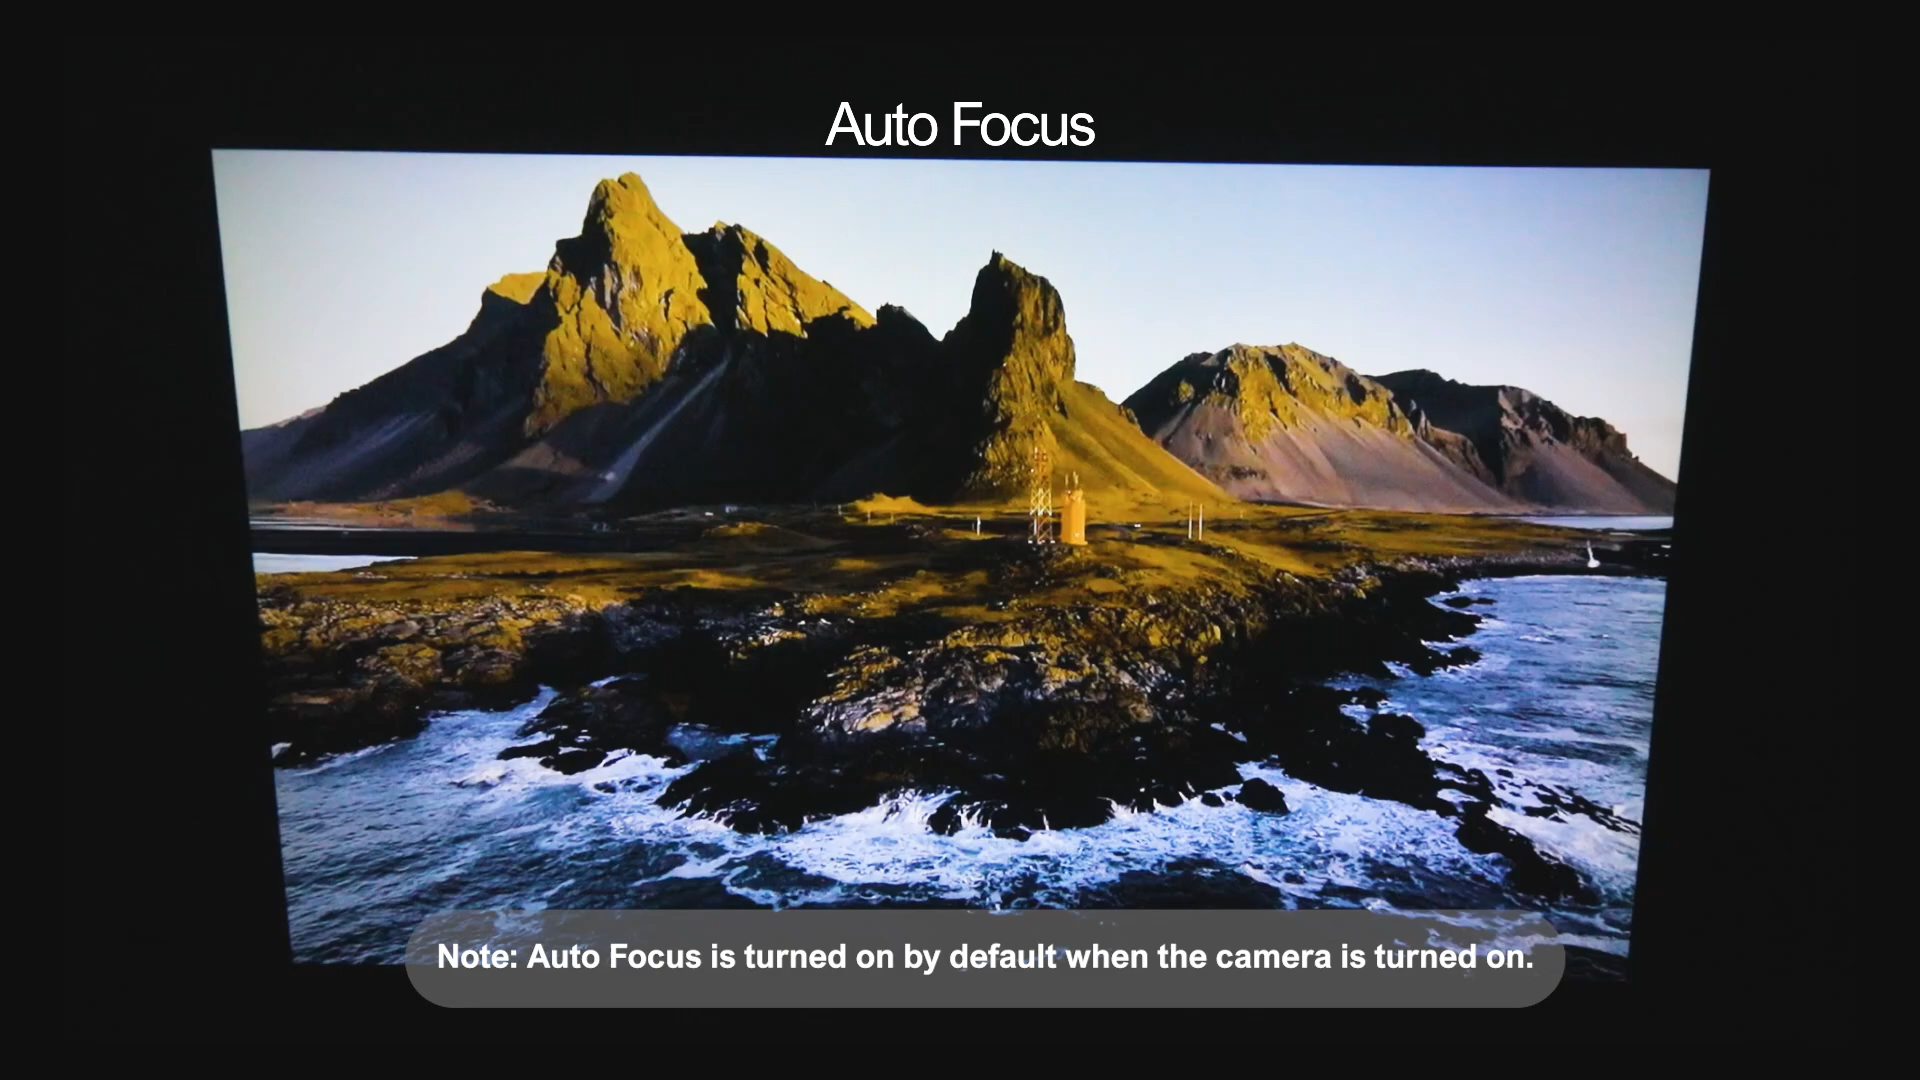 Auto Focus
Note: Auto Focus is turned on by default when the camera is turned on.